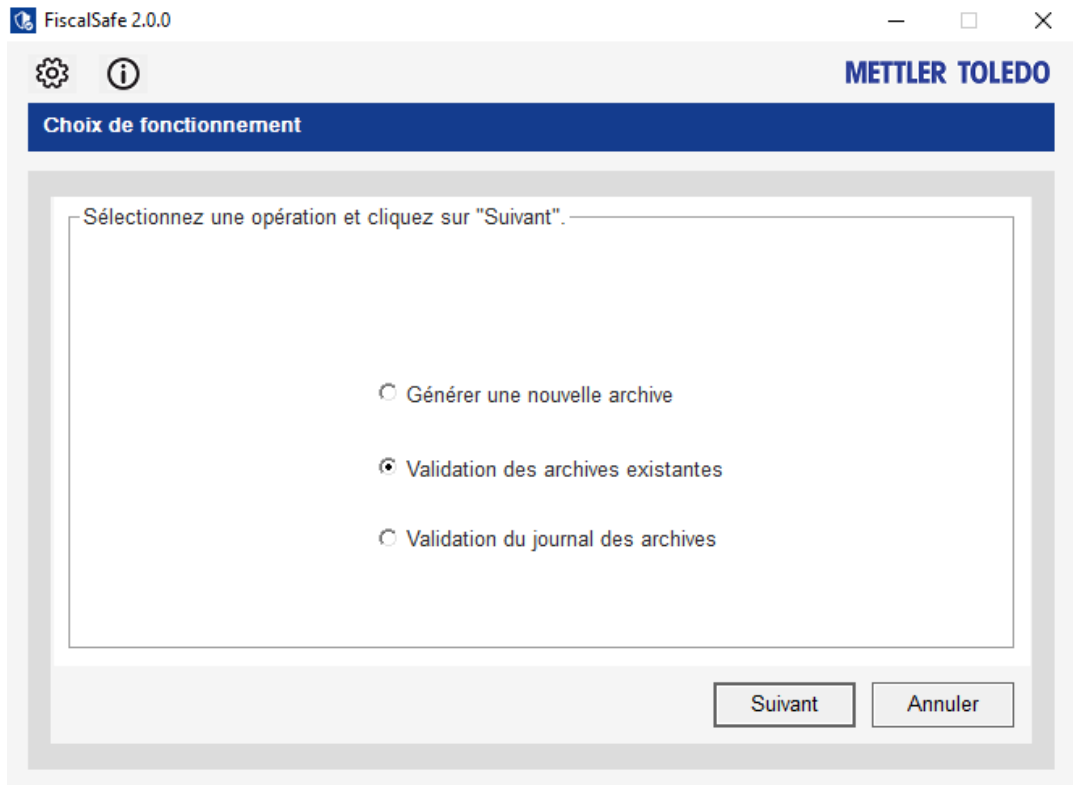 FiscalSafe 2.0.0
METTLER TOLEDO
Choix de fonctionnement
Sélectionnez une opération et cliquez sur "Suivant".
Générer une nouvelle archive
Validation des archives existantes
Validation du journal des archives
Suivant
Annuler